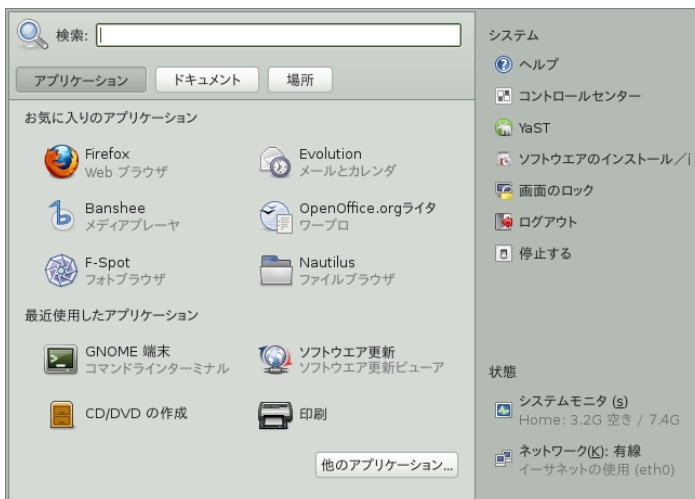 検索:
アプリケーション
ドキュメント
場所
お気に入りのアプリケーション
Firefox
Web ブラウザ
Evolution
メールとカレンダ
Banshee
メディアプレーヤ
OpenOffice.orgライタ
ワープロ
F-Spot
フォトブラウザ
Nautilus
ファイルブラウザ
最近使用したアプリケーション
GNOME 端末
コマンドラインターミナル
ソフトウエア更新
ソフトウエア更新ビューア
CD/DVD の作成
印刷
他のアプリケーション...
システム
ヘルプ
コントロールセンター
YaST
ソフトウエアのインストール／
画面のロック
ログアウト
停止する
状態
システムモニタ (s)
Home: 3.2G 空き / 7.4G
ネットワーク(K): 有線
イーサネットの使用 (eth0)